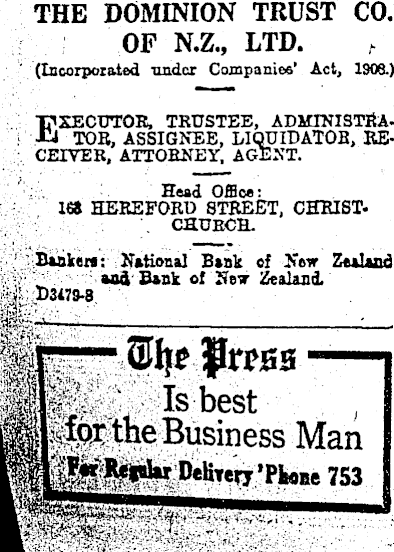 THE DOMINION TRUST CO.
OF N.Z., LTD.
(Incorporated under Companies' Act, 1908.)
EXECUTOR, TRUSTEE, ADMINISTRA-
TOR, ASSIGNEE, LIQUIDATOR, RE-
CEIVER, ATTORNEY, AGENT.
Head Office:
168 HEREFORD STREET, CHRIST-
CHURCH.
Bankers: National Bank of New Zealand
and Bank of New Zealand.
D3479-8
The Press
Is best
for the Business Man
For Regular Delivery 'Phone 753